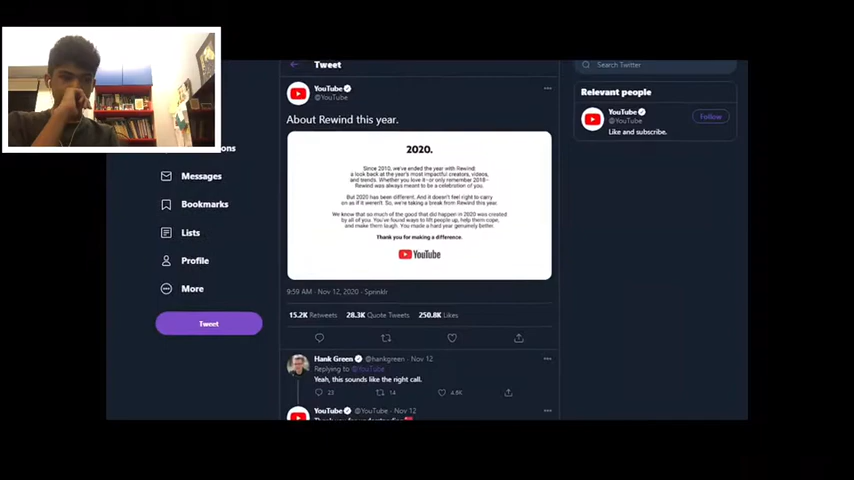 Tweet
Search Twitter
YouTube
@YouTube
About Rewind this year.
2020.
Since 2010, we've ended the year with Rewind:
a look back at the year's most impactful creators, videos,
and trends. Whether you love it –or only remember 2018–
Rewind was always meant to be a celebration of you.
But 2020 has been different. And it doesn't feel right to carry
on as if it weren't. So, we're taking a break from Rewind this year.
We know that so much of the good that did happen in 2020 was created
by all of you. You've found ways to lift people up, help them cope,
and make them laugh. You made a hard year genuinely better.
Thank you for making a difference.
YouTube
9:59 AM · Nov 12, 2020 · Sprinklr
15.2K Retweets 28.3K Quote Tweets 250.8K Likes
Hank Green @hankgreen · Nov 12
Replying to @YouTube
Yeah, this sounds like the right call.
23 14 4.8K
YouTube @YouTube · Nov 12
Messages
Bookmarks
Lists
Profile
More
Tweet
Relevant people
YouTube
@YouTube
Follow
Like and subscribe.